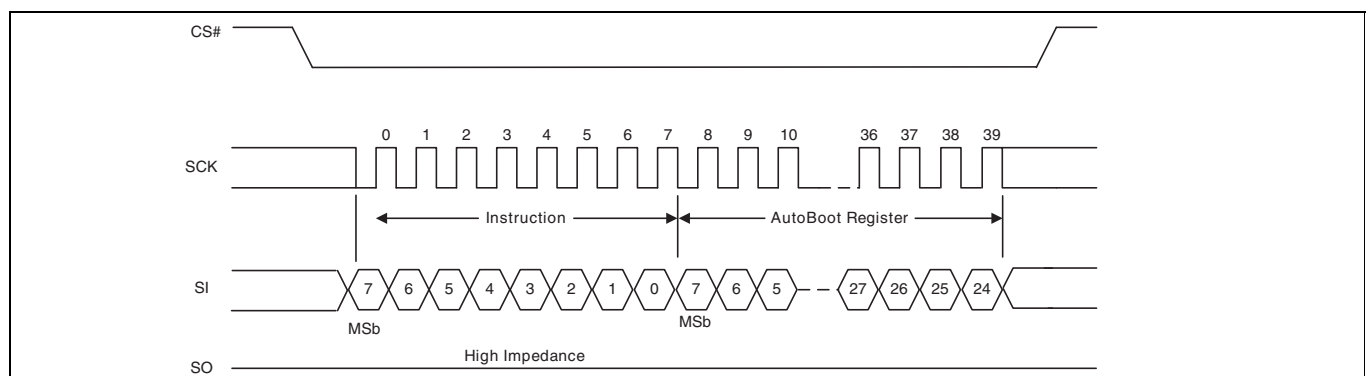 CS#
0 1 2 3 4 5 6 7 8 9 10 36 37 38 39
SCK
Instruction AutoBoot Register
SI 7 6 5 4 3 2 1 0 7 6 5 27 26 25 24
MSb MSb
High Impedance
SO